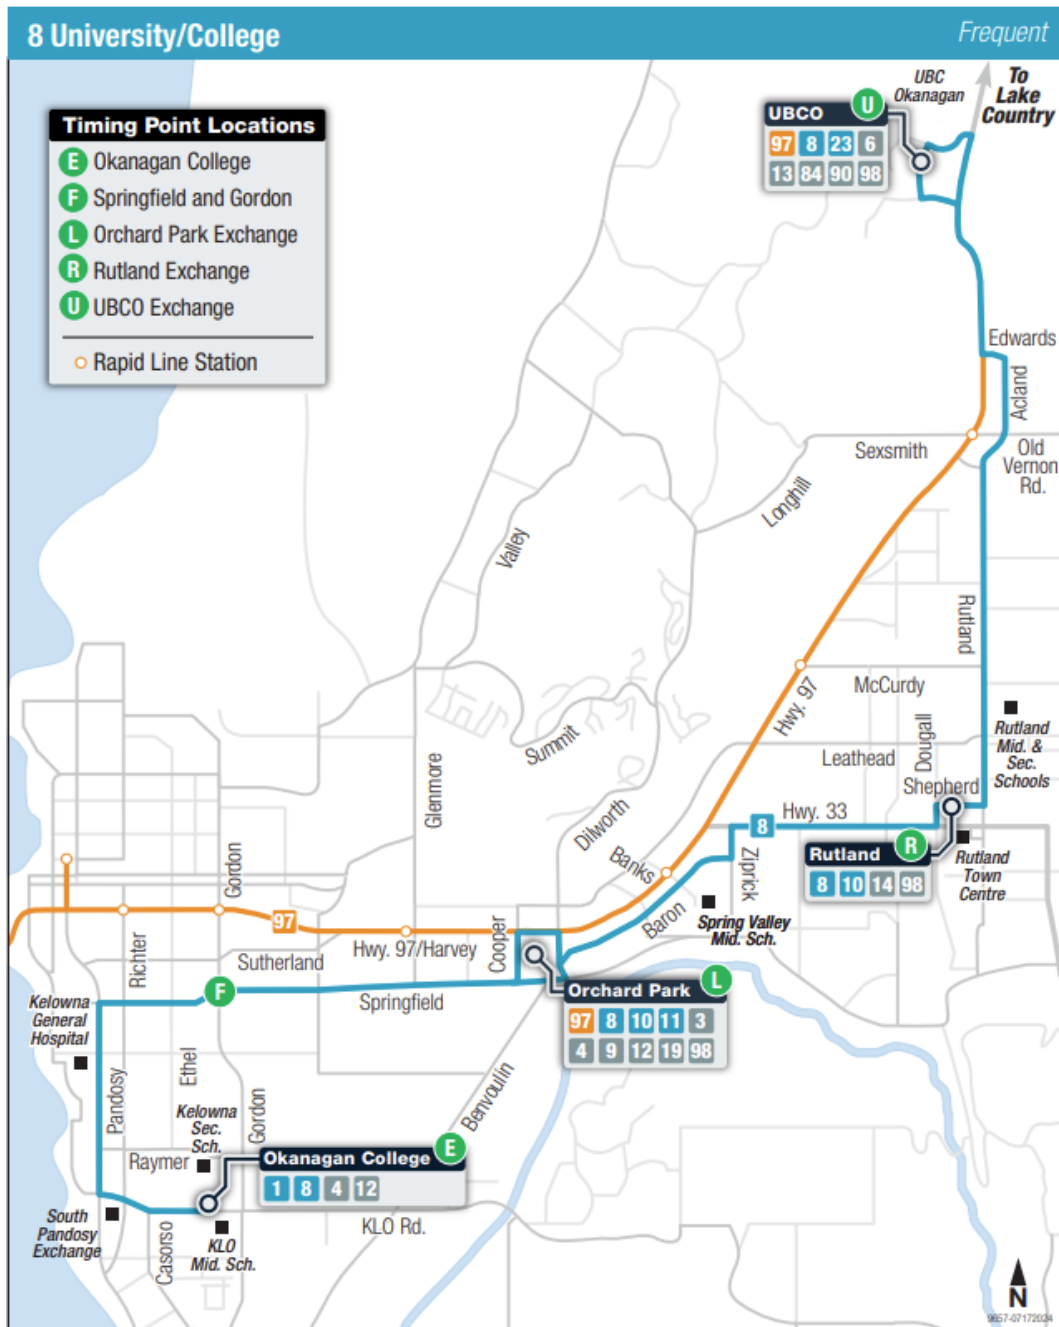 8 University/College
Frequent
UBC
Okanagan
To
Lake
Country
Timing Point Locations
E Okanagan College
F Springfield and Gordon
L Orchard Park Exchange
R Rutland Exchange
U UBCO Exchange
Rapid Line Station
UBCO U
97 8 23 6
13 84 90 98
Edwards
Acland
Sexsmith
Old
Vernon
Rd.
Longhill
Valley
Rutland
McCurdy
Hwy. 97
Dougall
Leathead
Rutland
Mid. &
Sec.
Schools
Summit
Glenmore
Shepherd
Dilworth
Hwy. 33
8
Rutland R
8 10 14 98
Rutland
Town
Centre
Banks
Ziprick
Gordon
Baron
Spring Valley
Mid. Sch.
97
Hwy. 97/Harvey
Cooper
Richter
Sutherland
F
Springfield
Orchard Park L
97 8 10 11 3
4 9 12 19 98
Kelowna
General
Hospital
Pandosy
Ethel
Gordon
Benvoulin
Kelowna
Sec.
Sch.
Raymer
Okanagan College E
1 8 4 12
South
Pandosy
Exchange
Casorso
KLO
Mid. Sch.
KLO Rd.
N
9657-07172024